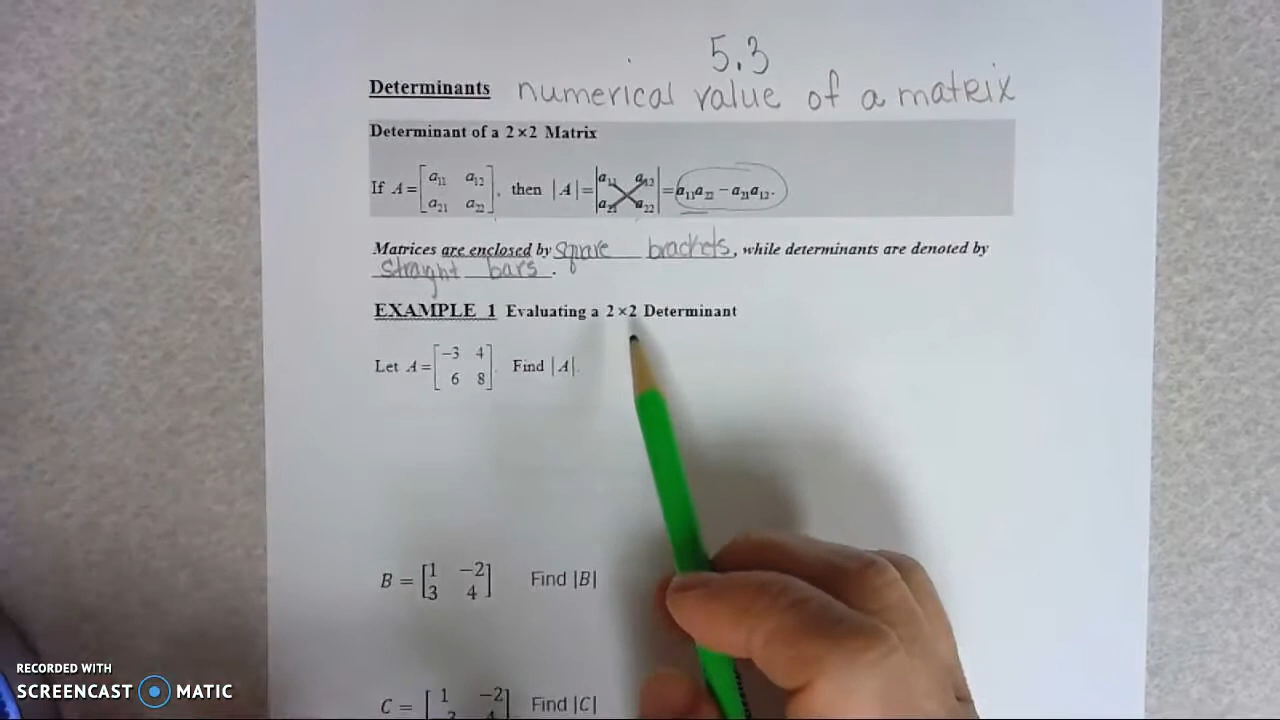 5.3
Determinants numerical value of a matrix
Determinant of a 2×2 Matrix
If A = [a₁₁ a₁₂ a₂₁ a₂₂], then |A| = |a₁₁ a₁₂ a₂₁ a₂₂| = a₁₁a₂₂ − a₂₁a₁₂.
Matrices are enclosed by square brackets, while determinants are denoted by
straight bars.
EXAMPLE 1 Evaluating a 2×2 Determinant
Let A = [−3 4 6 8]. Find |A|.
B = [1 −2 3 4] Find |B|
C = [1 −2] Find |C|
RECORDED WITH
SCREENCAST MATIC